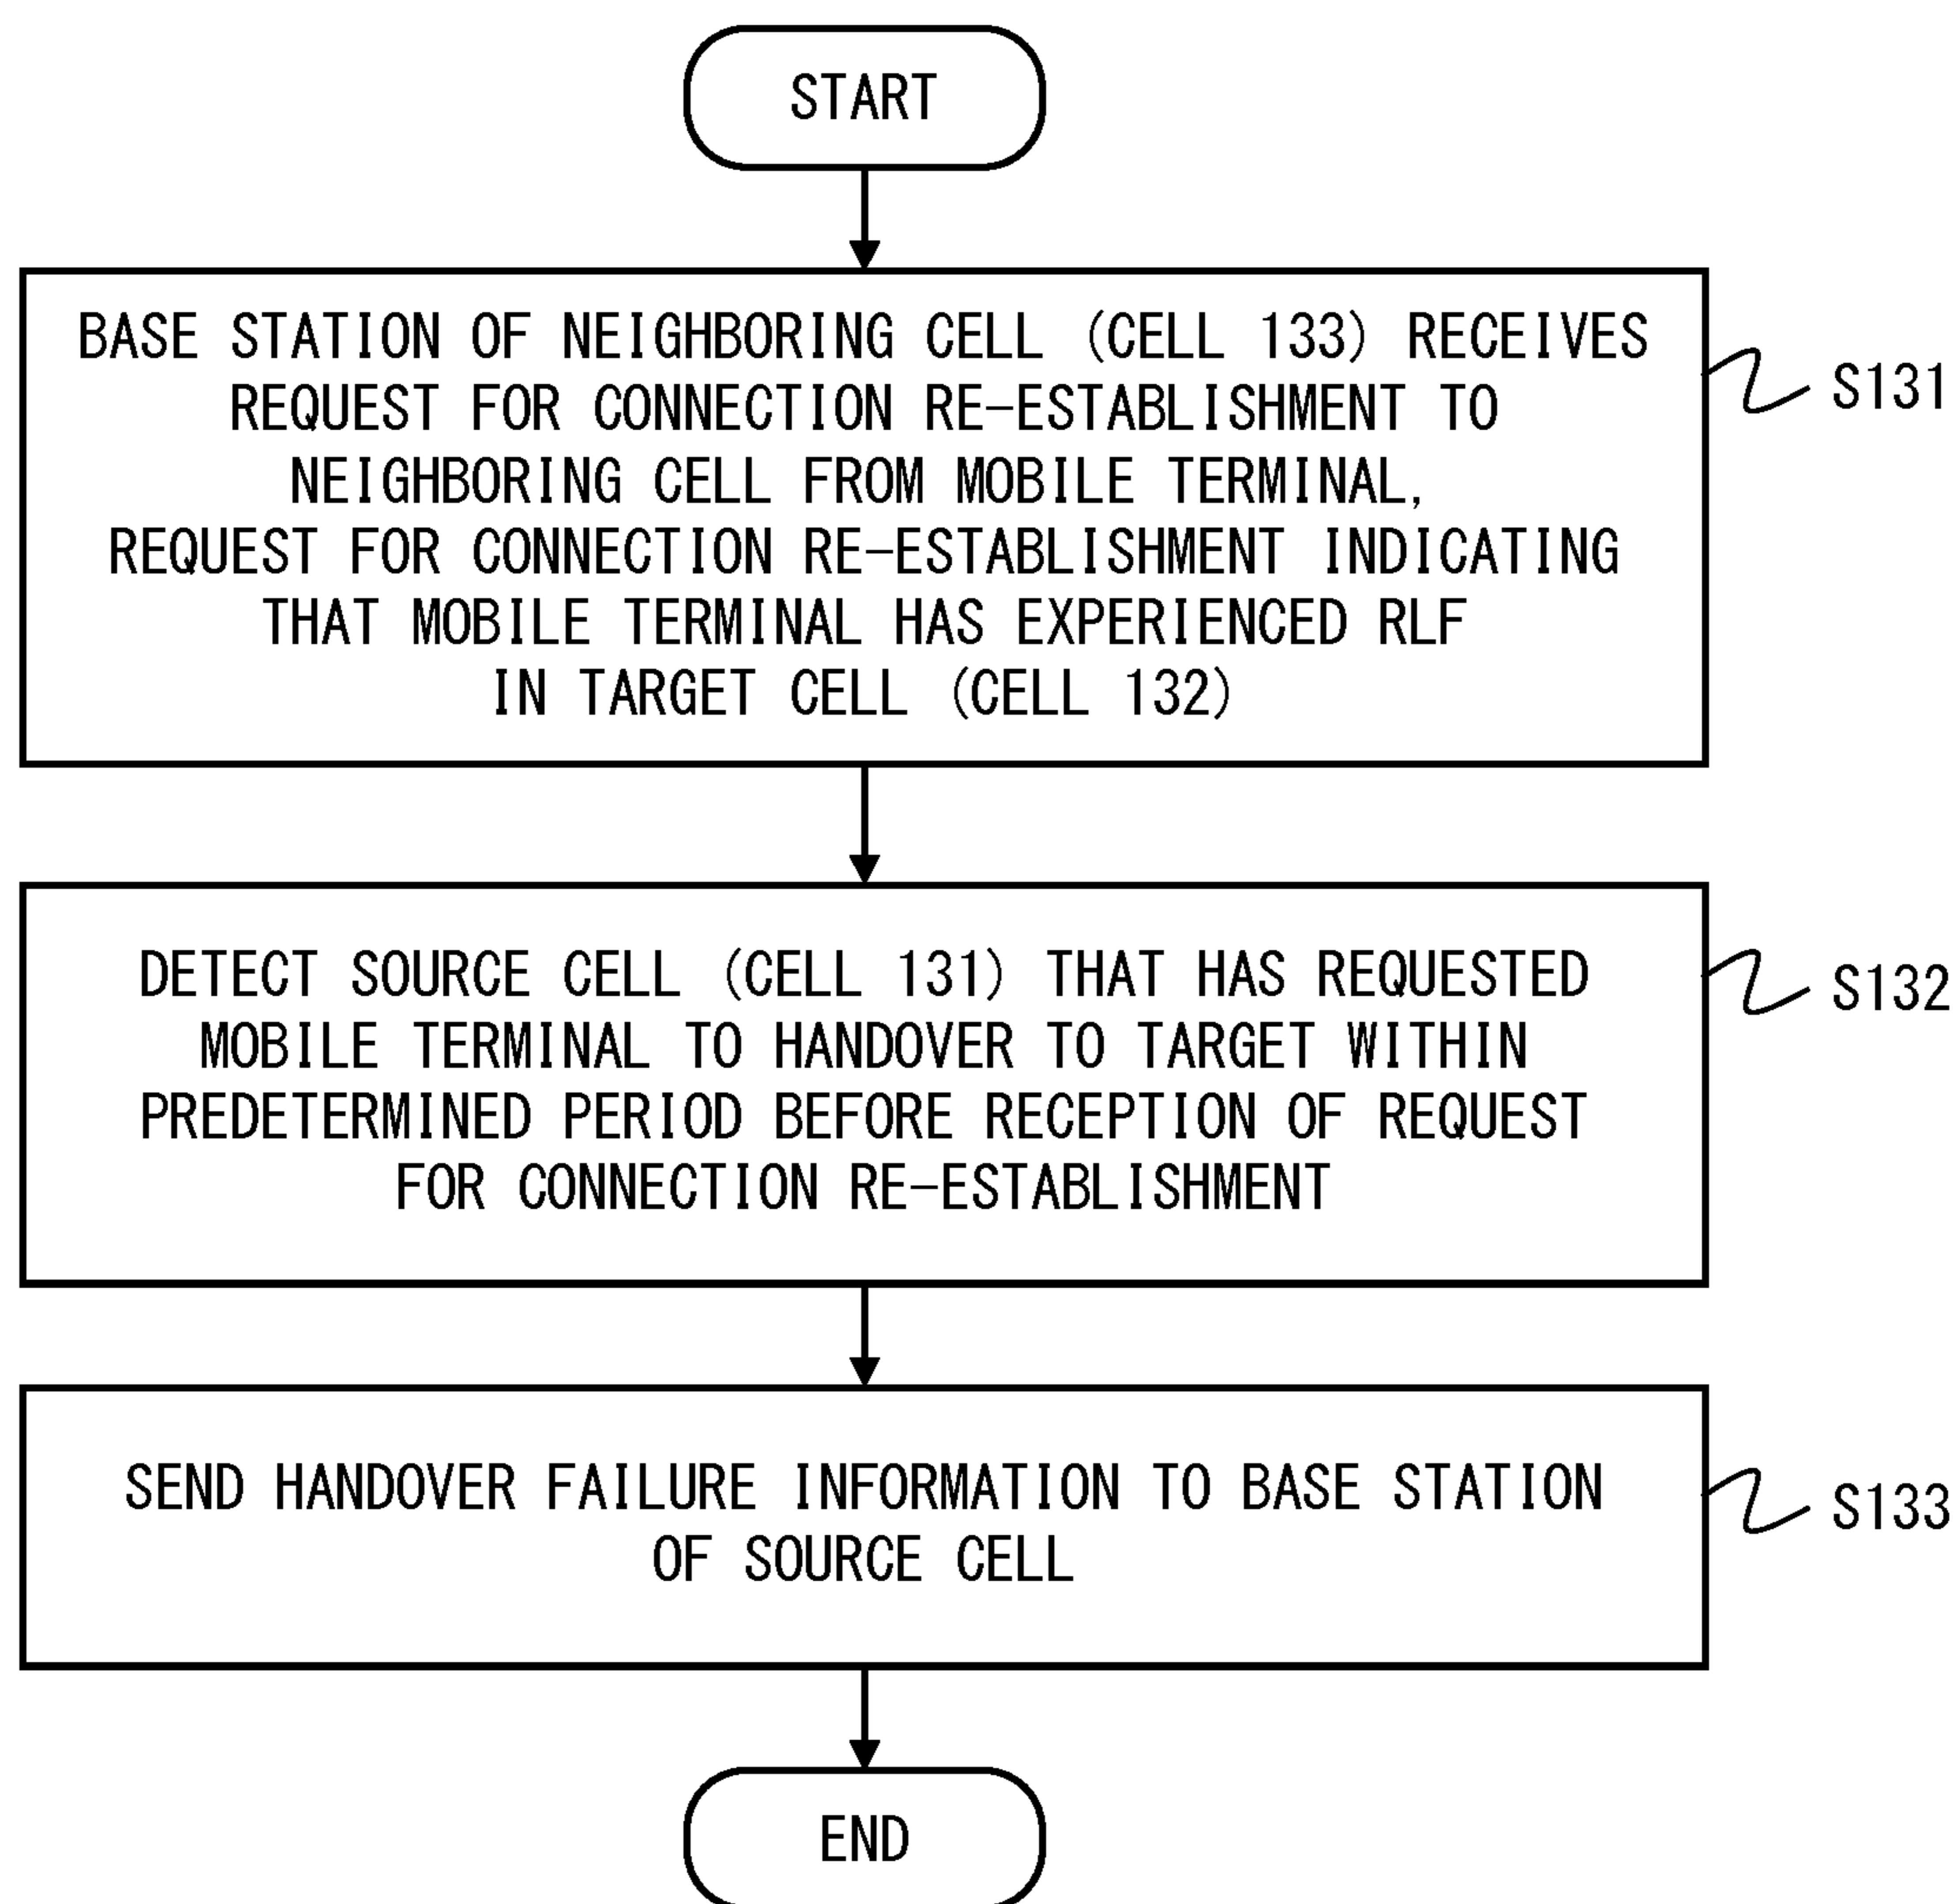 START
BASE STATION OF NEIGHBORING CELL (CELL 133) RECEIVES
REQUEST FOR CONNECTION RE-ESTABLISHMENT TO
NEIGHBORING CELL FROM MOBILE TERMINAL,
REQUEST FOR CONNECTION RE-ESTABLISHMENT INDICATING
THAT MOBILE TERMINAL HAS EXPERIENCED RLF
IN TARGET CELL (CELL 132)
S131
DETECT SOURCE CELL (CELL 131) THAT HAS REQUESTED
MOBILE TERMINAL TO HANDOVER TO TARGET WITHIN
PREDETERMINED PERIOD BEFORE RECEPTION OF REQUEST
FOR CONNECTION RE-ESTABLISHMENT
S132
SEND HANDOVER FAILURE INFORMATION TO BASE STATION
OF SOURCE CELL
S133
END